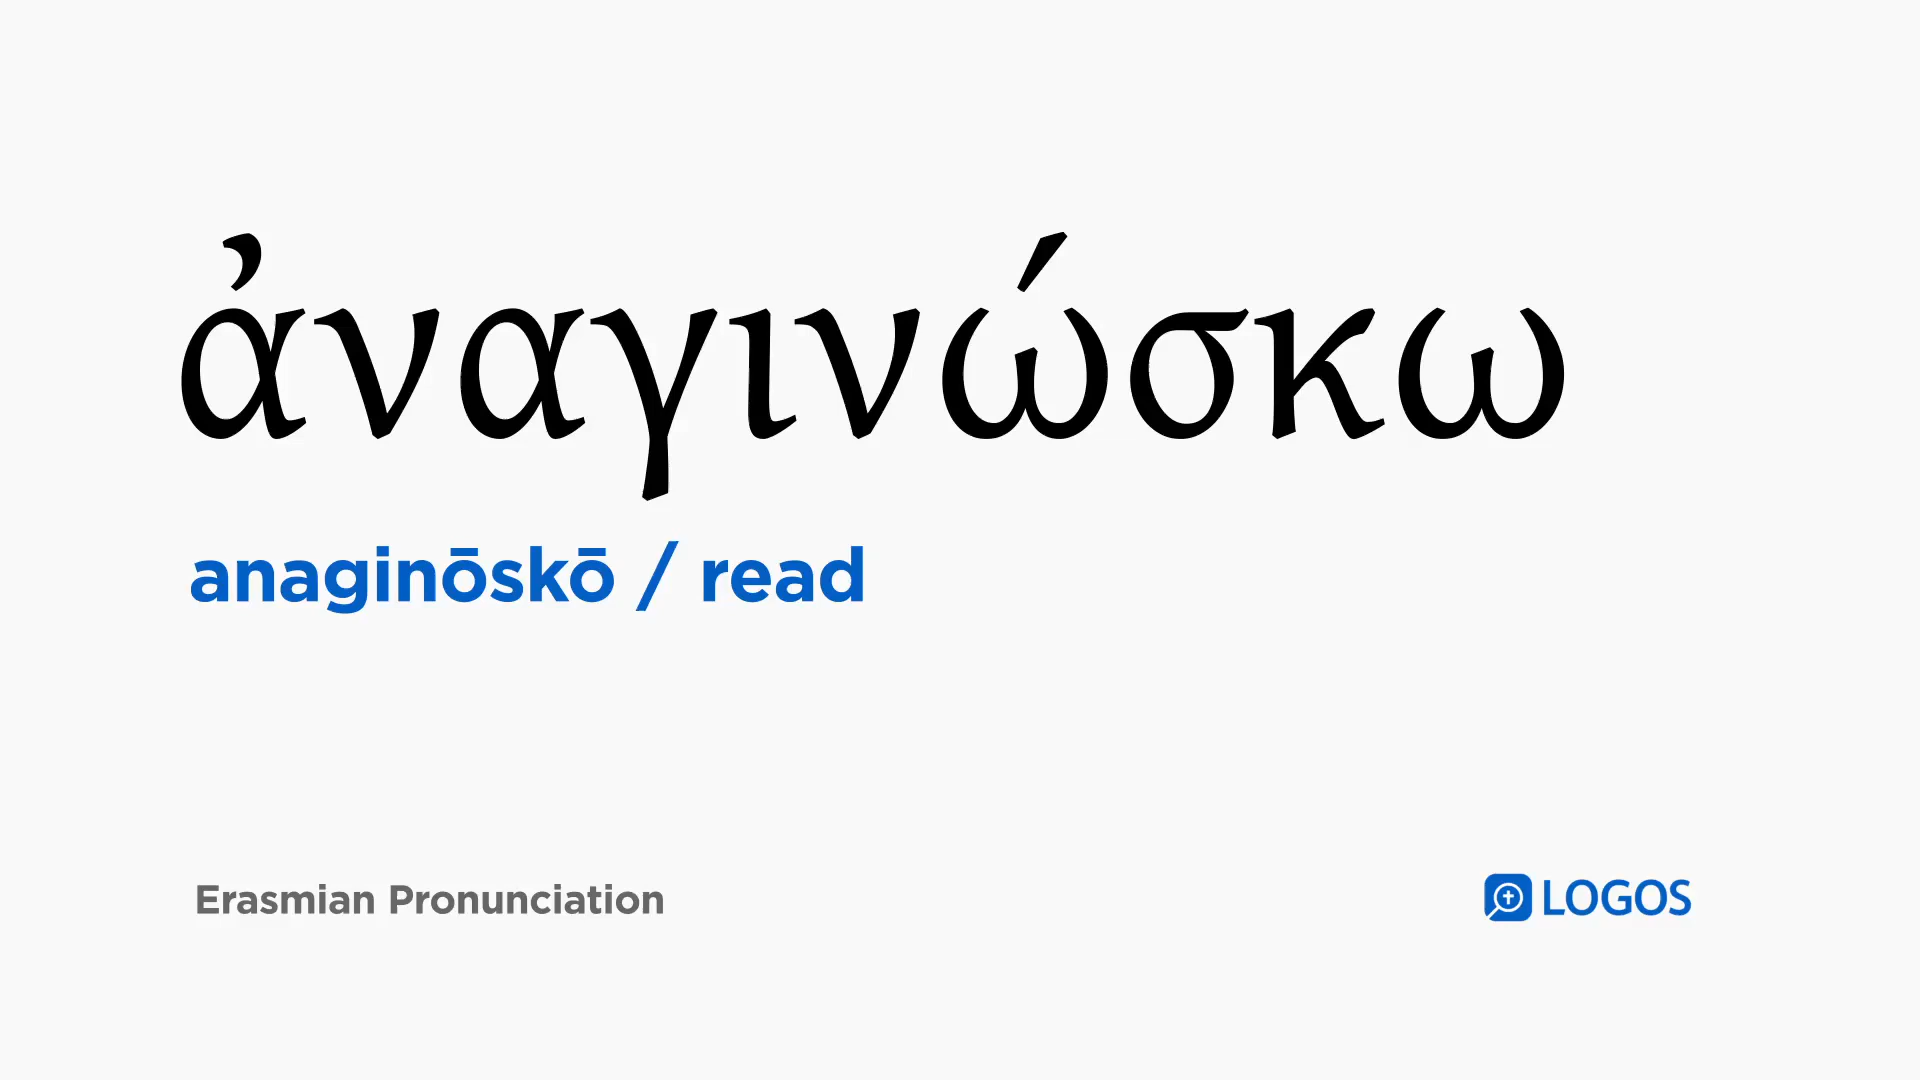 ἀναγινώσκω
anaginōskō / read
Erasmian Pronunciation
LOGOS